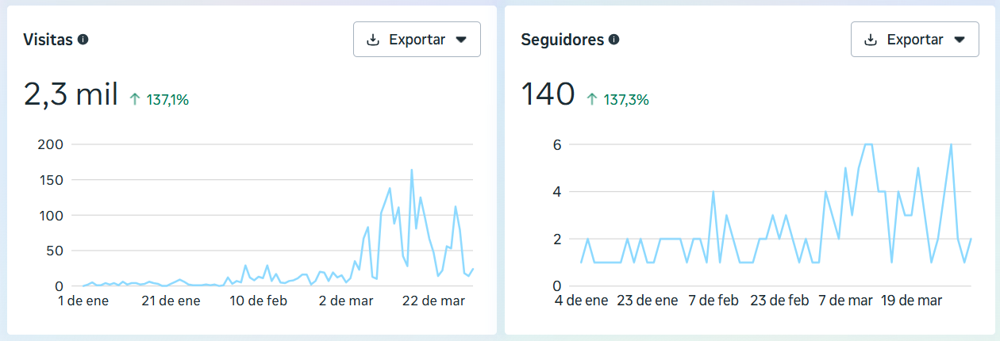 Visitas
Exportar
2,3 mil ↑ 137,1%
200
150
100
50
0
1 de ene 21 de ene 10 de feb 2 de mar 22 de mar
Seguidores
Exportar
140 ↑ 137,3%
6
4
2
0
4 de ene 23 de ene 7 de feb 23 de feb 7 de mar 19 de mar